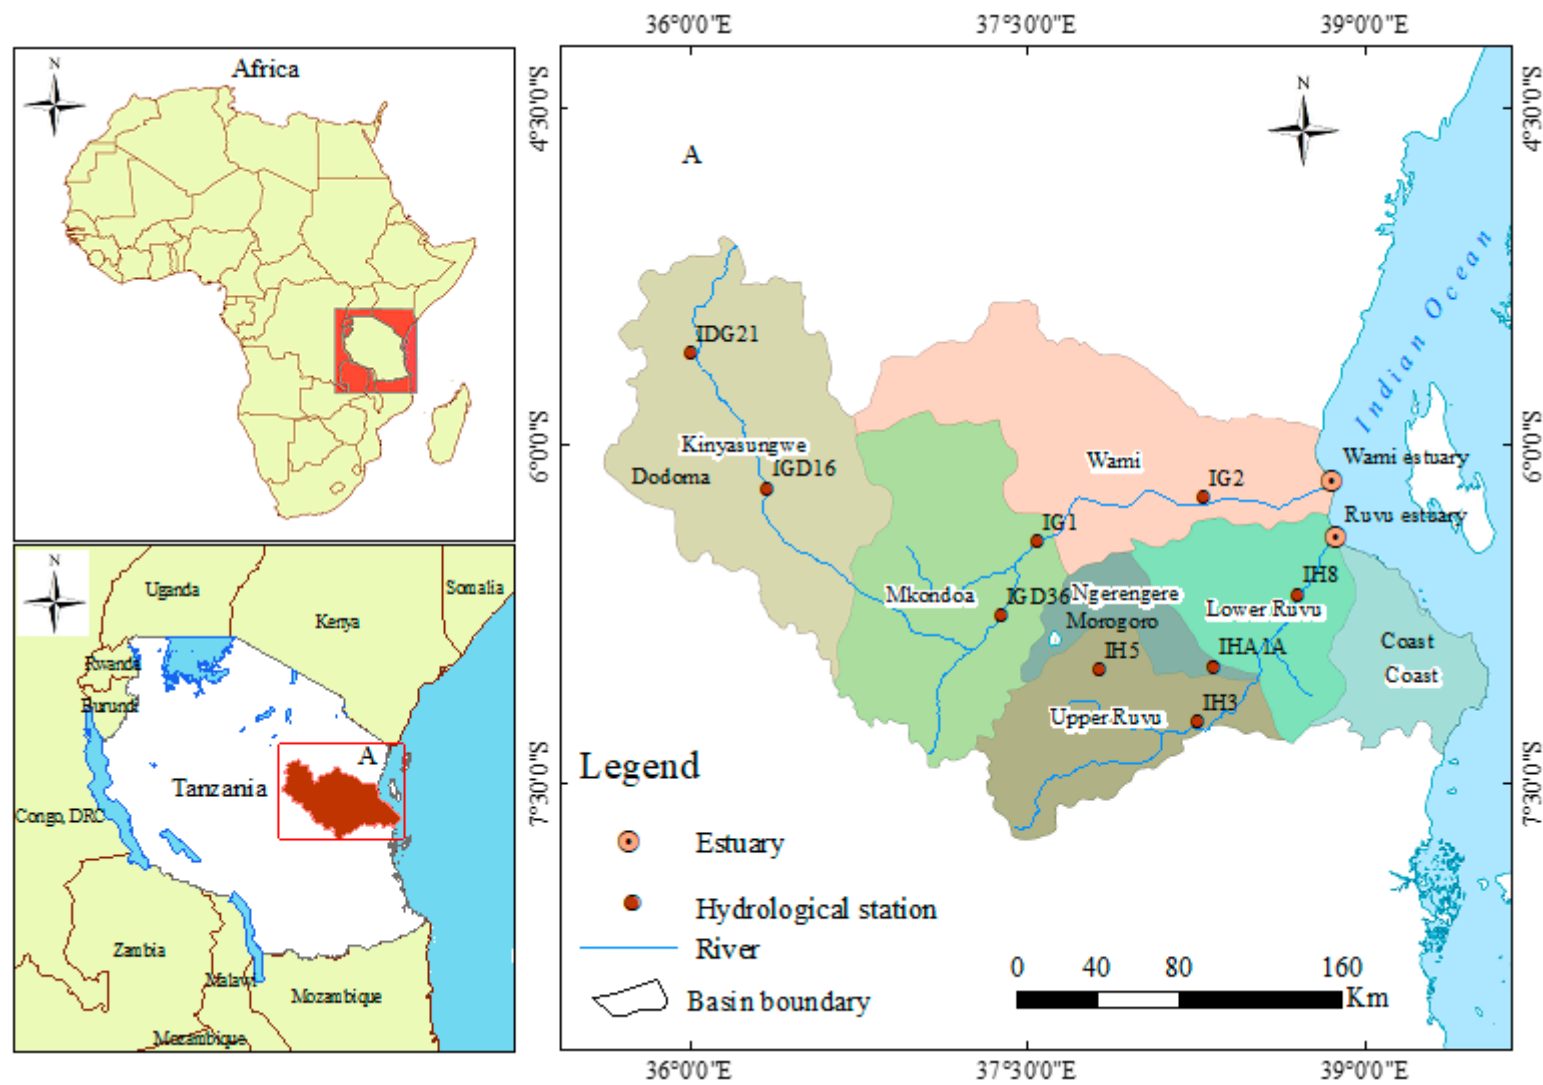 Africa
N
Uganda
Somalia
Kenya
Rwanda
Burundi
A
Tanzania
Congo, DRC
Zambia
Malawi
Mozambique
Mozambique
N
36°0'0"E
37°30'0"E
39°0'0"E
4°30'0"S
6°0'0"S
7°30'0"S
A
N
Indian Ocean
IDG21
Kinyasungwe
IGD16
Dodoma
Wami
IG2
Wami estuary
Ruvu estuary
IG1
IH8
Mkondoa
IGD36
Ngerengere
Lower Ruvu
Morogoro
Coast
Coast
IH5
IHA1A
IH3
Upper Ruvu
Legend
Estuary
Hydrological station
River
Basin boundary
0 40 80 160
Km
4°30'0"S
6°0'0"S
7°30'0"S
36°0'0"E
37°30'0"E
39°0'0"E